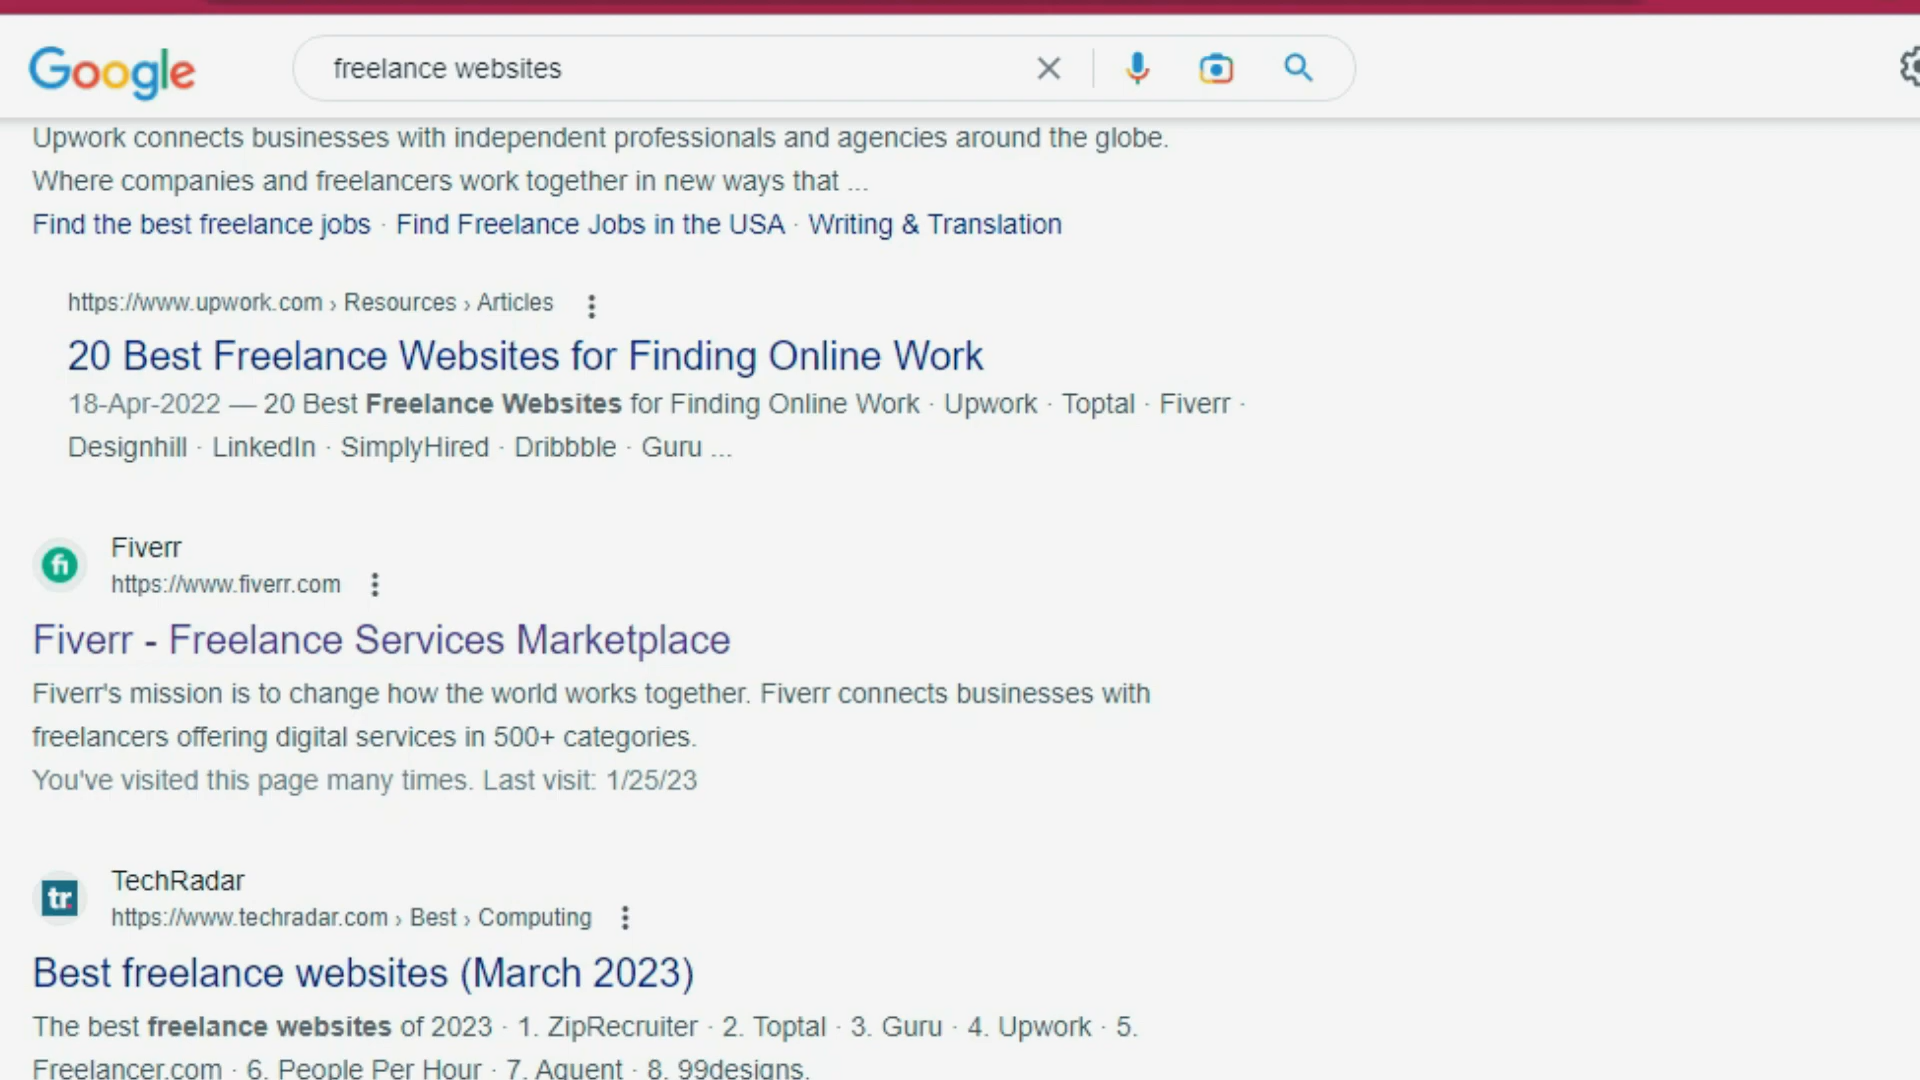 Google
freelance websites
Upwork connects businesses with independent professionals and agencies around the globe.
Where companies and freelancers work together in new ways that ...
Find the best freelance jobs · Find Freelance Jobs in the USA · Writing & Translation
https://www.upwork.com › Resources › Articles
20 Best Freelance Websites for Finding Online Work
18-Apr-2022 — 20 Best Freelance Websites for Finding Online Work · Upwork · Toptal · Fiverr ·
Designhill · LinkedIn · SimplyHired · Dribbble · Guru ...
fi
Fiverr
https://www.fiverr.com
Fiverr - Freelance Services Marketplace
Fiverr's mission is to change how the world works together. Fiverr connects businesses with
freelancers offering digital services in 500+ categories.
You've visited this page many times. Last visit: 1/25/23
tr.
TechRadar
https://www.techradar.com › Best › Computing
Best freelance websites (March 2023)
The best freelance websites of 2023 · 1. ZipRecruiter · 2. Toptal · 3. Guru · 4. Upwork · 5.
Freelancer.com · 6. People Per Hour · 7. Aquent · 8. 99designs.